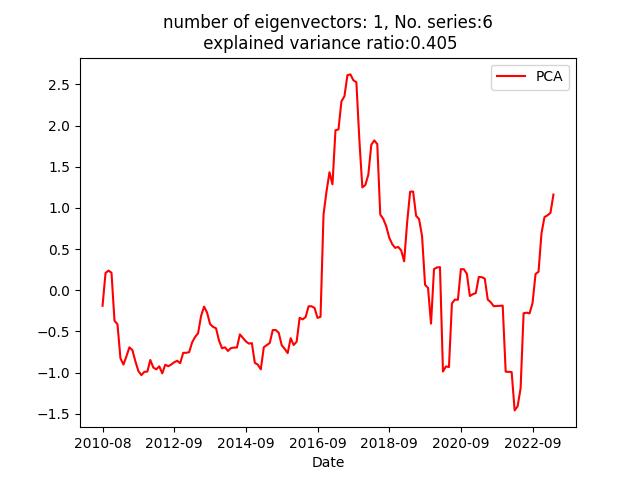 number of eigenvectors: 1, No. series:6
explained variance ratio:0.405
PCA
2.5
2.0
1.5
1.0
0.5
0.0
−0.5
−1.0
−1.5
2010-08 2012-09 2014-09 2016-09 2018-09 2020-09 2022-09
Date